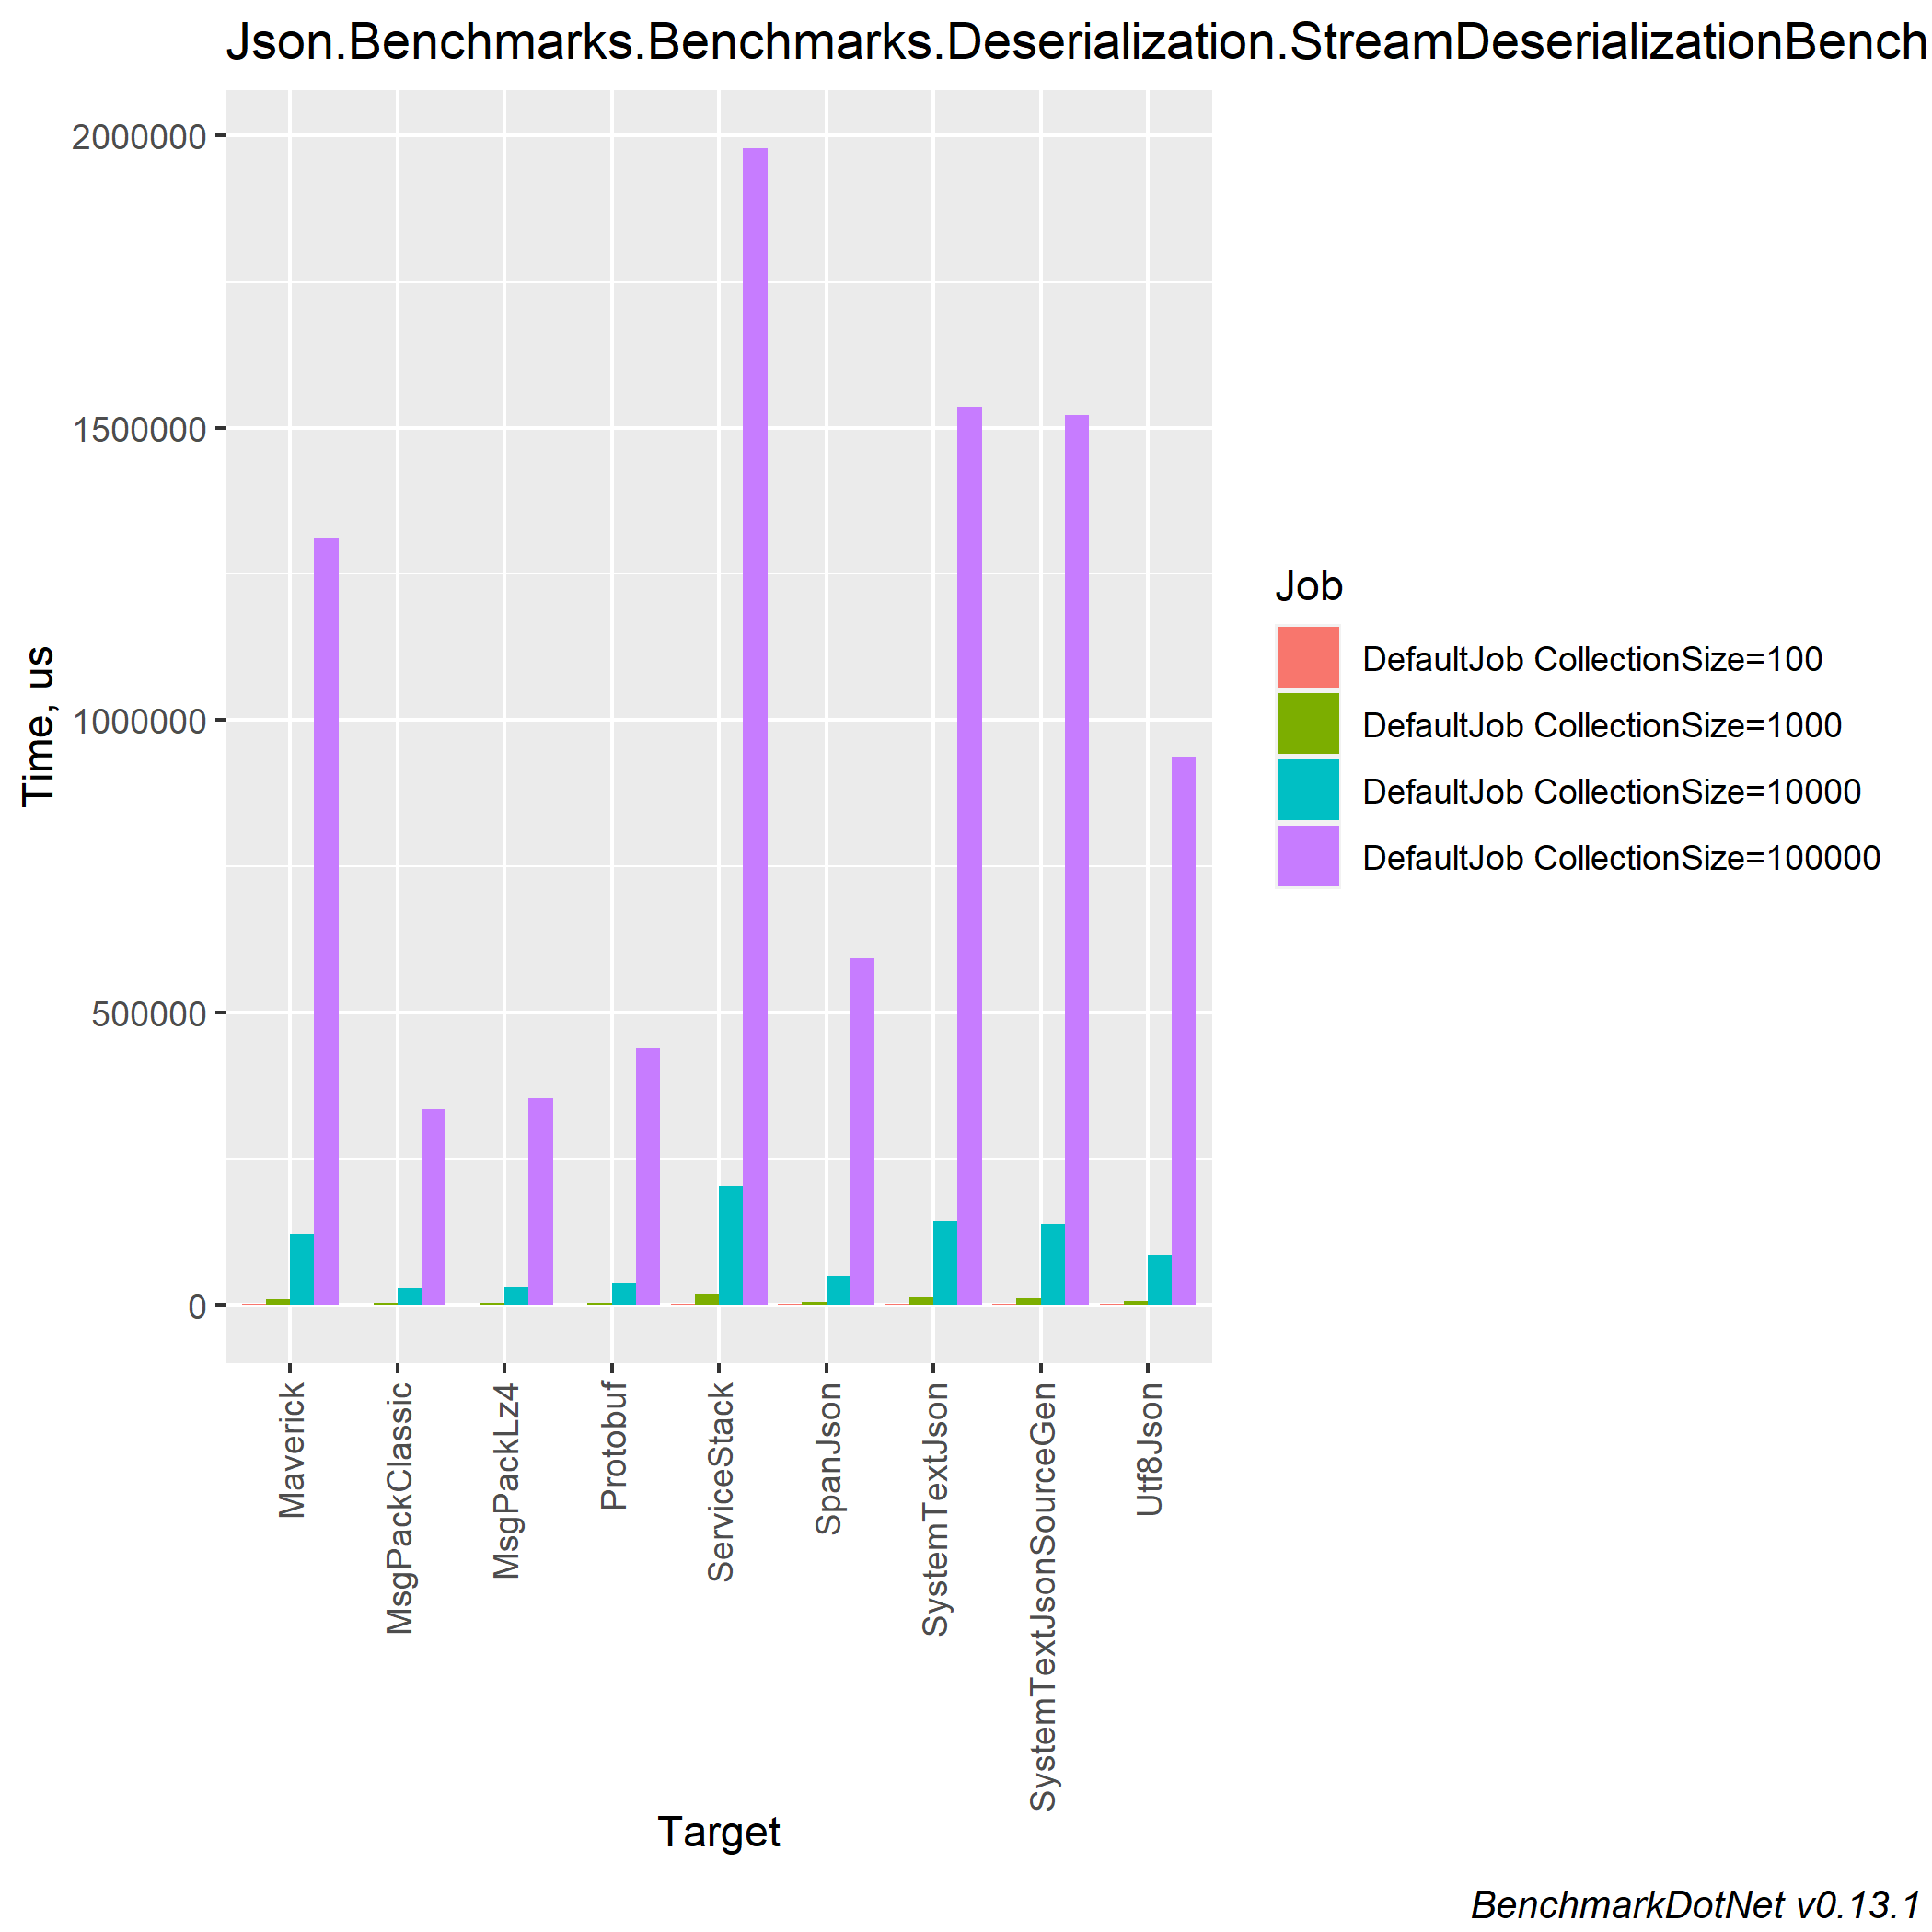 Json.Benchmarks.Benchmarks.Deserialization.StreamDeserializationBench
2000000
1500000
1000000
500000
0
Time, us
Maverick
MsgPackClassic
MsgPackLz4
Protobuf
ServiceStack
SpanJson
SystemTextJson
SystemTextJsonSourceGen
Utf8Json
Target
Job
DefaultJob CollectionSize=100
DefaultJob CollectionSize=1000
DefaultJob CollectionSize=10000
DefaultJob CollectionSize=100000
BenchmarkDotNet v0.13.1